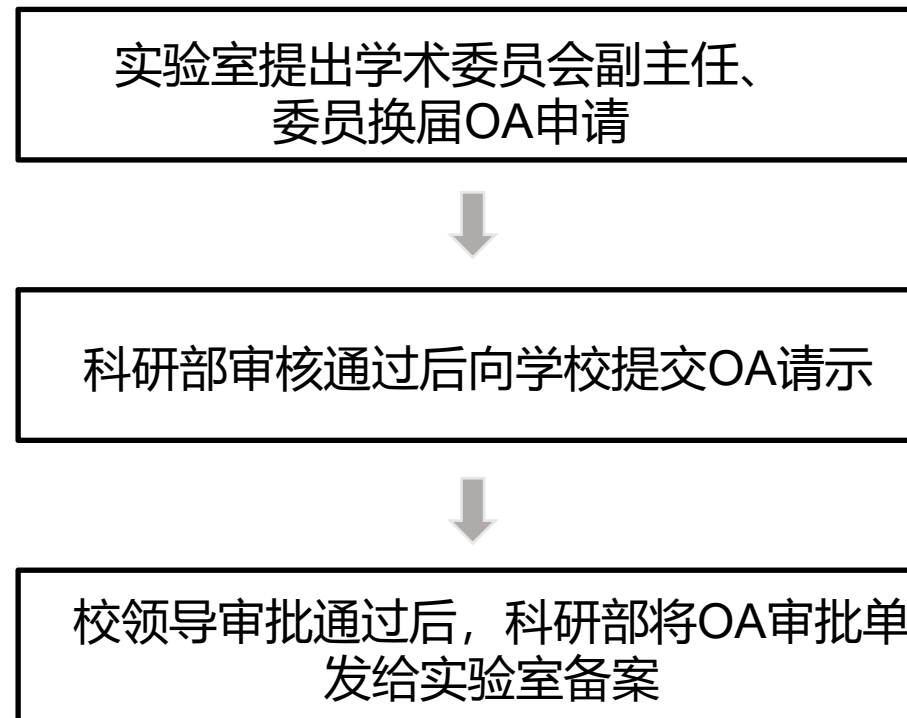 实验室提出学术委员会副主任、
委员换届OA申请
科研部审核通过后向学校提交OA请示
校领导审批通过后，科研部将OA审批单
发给实验室备案